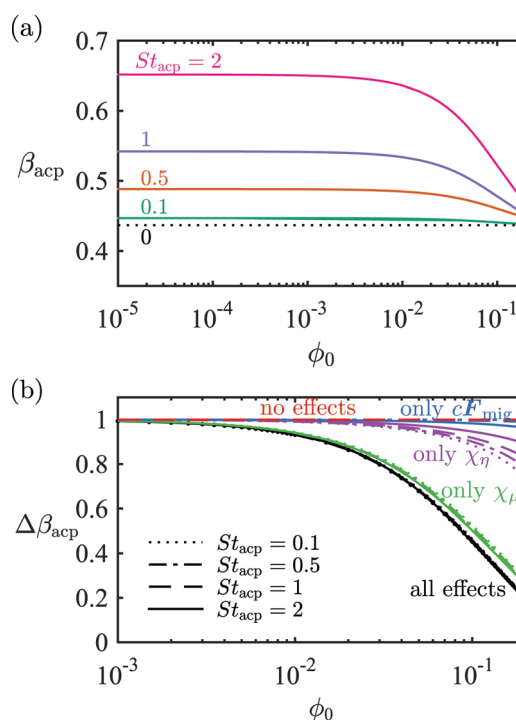 (a)
0.7
St_acp = 2
0.6
1
β_acp
0.5
0.5
0.1
0.4
0
10^-5 10^-4 10^-3 10^-2 10^-1
ϕ_0
(b)
no effects only cF_mig
1
only χ_η
0.8
only χ_μ
Δβ_acp
0.6
St_acp = 0.1
0.4
St_acp = 0.5
St_acp = 1
all effects
0.2
St_acp = 2
0
10^-3 10^-2 10^-1
ϕ_0